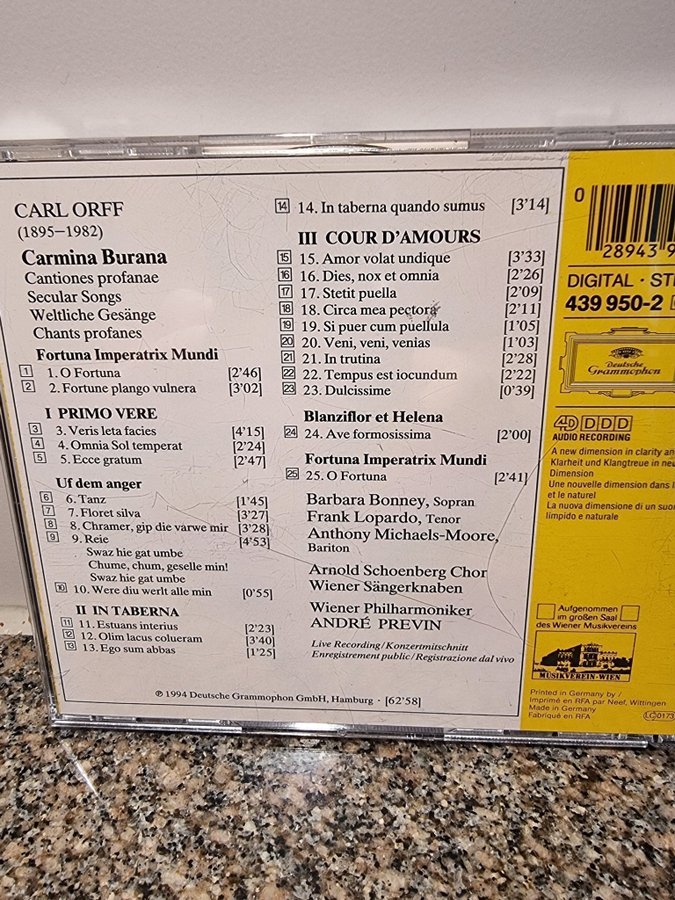 CARL ORFF
(1895–1982)
Carmina Burana
Cantiones profanae
Secular Songs
Weltliche Gesänge
Chants profanes
Fortuna Imperatrix Mundi
1 1. O Fortuna [2'46]
2 2. Fortune plango vulnera [3'02]
I PRIMO VERE
3 3. Veris leta facies [4'15]
4 4. Omnia Sol temperat [2'24]
5 5. Ecce gratum [2'47]
Uf dem anger
6 6. Tanz [1'45]
7 7. Floret silva [3'27]
8 8. Chramer, gip die varwe mir [3'28]
9 9. Reie [4'53]
Swaz hie gat umbe
Chume, chum, geselle min!
Swaz hie gat umbe
10 10. Were diu werlt alle min [0'55]
II IN TABERNA
11 11. Estuans interius [2'23]
12 12. Olim lacus colueram [3'40]
13 13. Ego sum abbas [1'25]
14 14. In taberna quando sumus [3'14]
III COUR D'AMOURS
15 15. Amor volat undique [3'33]
16 16. Dies, nox et omnia [2'26]
17 17. Stetit puella [2'09]
18 18. Circa mea pectora [2'11]
19 19. Si puer cum puellula [1'05]
20 20. Veni, veni, venias [1'03]
21 21. In trutina [2'28]
22 22. Tempus est iocundum [2'22]
23 23. Dulcissime [0'39]
Blanziflor et Helena
24 24. Ave formosissima [2'00]
Fortuna Imperatrix Mundi
25 25. O Fortuna [2'41]
Barbara Bonney, Sopran
Frank Lopardo, Tenor
Anthony Michaels-Moore,
Bariton
Arnold Schoenberg Chor
Wiener Sängerknaben
Wiener Philharmoniker
ANDRÉ PREVIN
Live Recording/Konzertmitschnitt
Enregistrement public/Registrazione dal vivo
℗ 1994 Deutsche Grammophon GmbH, Hamburg · [62'58]
0
28943 9
DIGITAL · STE
439 950-2
Deutsche
Grammophon
4D DDD
AUDIO RECORDING
A new dimension in clarity an
Klarheit und Klangtreue in neu
Dimension
Une nouvelle dimension dans l
et le naturel
La nuova dimensione di un suon
limpido e naturale
Aufgenommen
im großen Saal
des Wiener Musikvereins
MUSIKVEREIN-WIEN
Printed in Germany by /
Imprimé en RFA par Neef, Wittingen
Made in Germany
Fabriqué en RFA
LC 0173